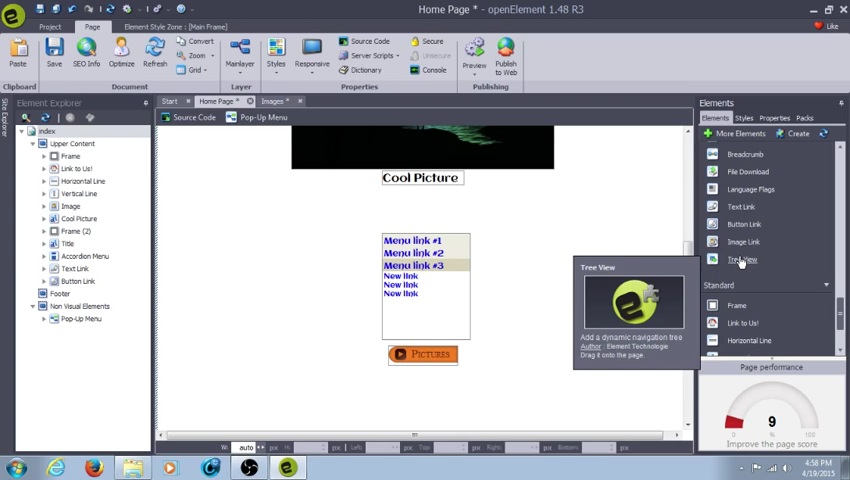 Home Page * - openElement 1.48 R3
Project
Page
Element Style Zone : [Main Frame]
Like
Paste
Save
SEO Info
Optimize
Refresh
Convert
Zoom
Grid
Mainlayer
Styles
Responsive
Source Code
Server Scripts
Dictionary
Secure
Unsecure
Console
Preview
Publish
to Web
Clipboard
Document
Properties
Publishing
Site Explorer
Element Explorer
index
Upper Content
Frame
Link to Us!
Horizontal Line
Vertical Line
Image
Cool Picture
Frame (2)
Title
Accordion Menu
Text Link
Button Link
Footer
Non Visual Elements
Pop-Up Menu
Start
Home Page *
Images *
Source Code
Pop-Up Menu
Cool Picture
Menu link #1
Menu link #2
Menu link #3
New link
New link
New link
Pictures
Tree View
Add a dynamic navigation tree
Author : Element Technologie
Drag it onto the page.
Elements
Elements
Styles
Properties
Packs
More Elements
Create
Breadcrumb
File Download
Language Flags
Text Link
Button Link
Image Link
Tree View
Standard
Frame
Link to Us!
Horizontal Line
Page performance
9
0
%
100
Improve the page score
W: auto
px
H:
px
Left:
px
Top:
px
Right:
px
Bottom:
px
4:58 PM
4/19/2015